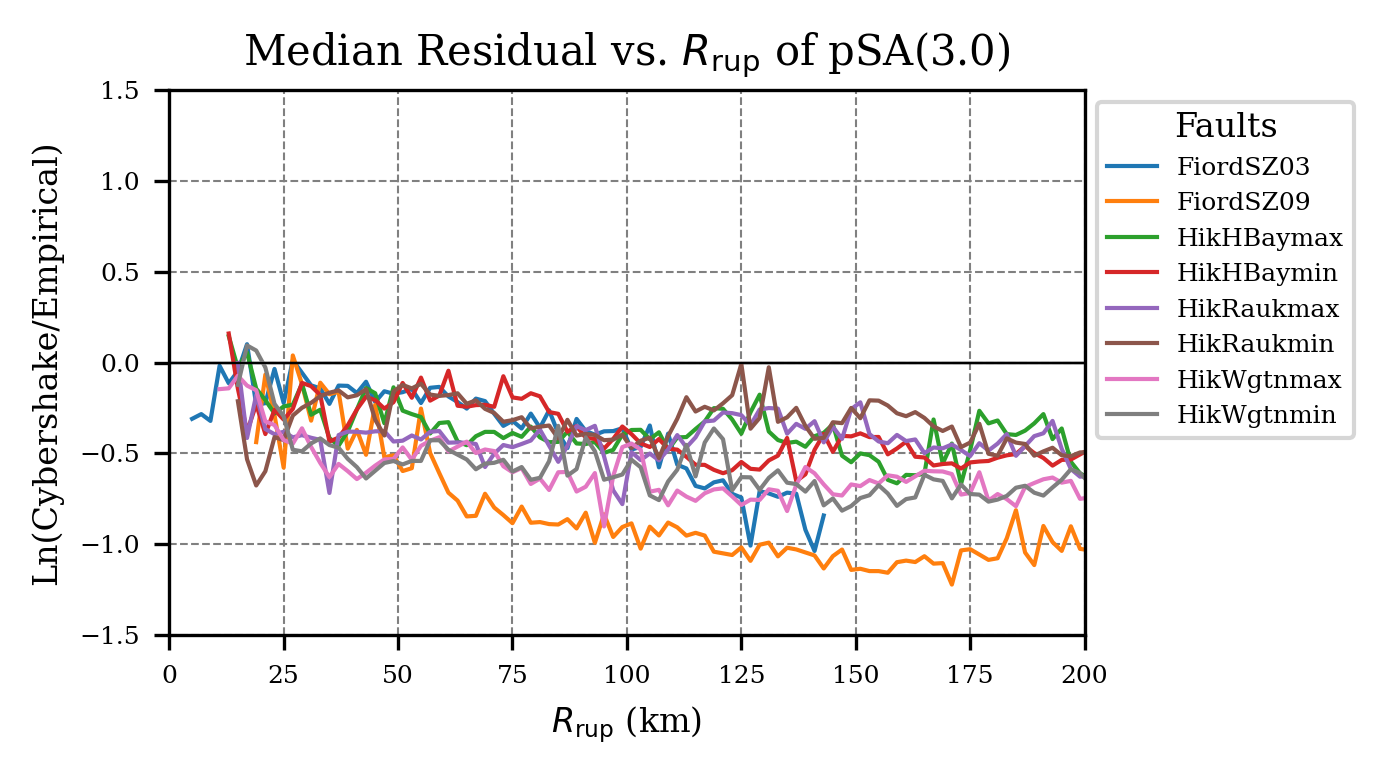 Median Residual vs. R_rup of pSA(3.0)
Ln(Cybershake/Empirical)
1.5
1.0
0.5
0.0
−0.5
−1.0
−1.5
0 25 50 75 100 125 150 175 200
R_rup (km)
Faults
FiordSZ03
FiordSZ09
HikHBaymax
HikHBaymin
HikRaukmax
HikRaukmin
HikWgtnmax
HikWgtnmin